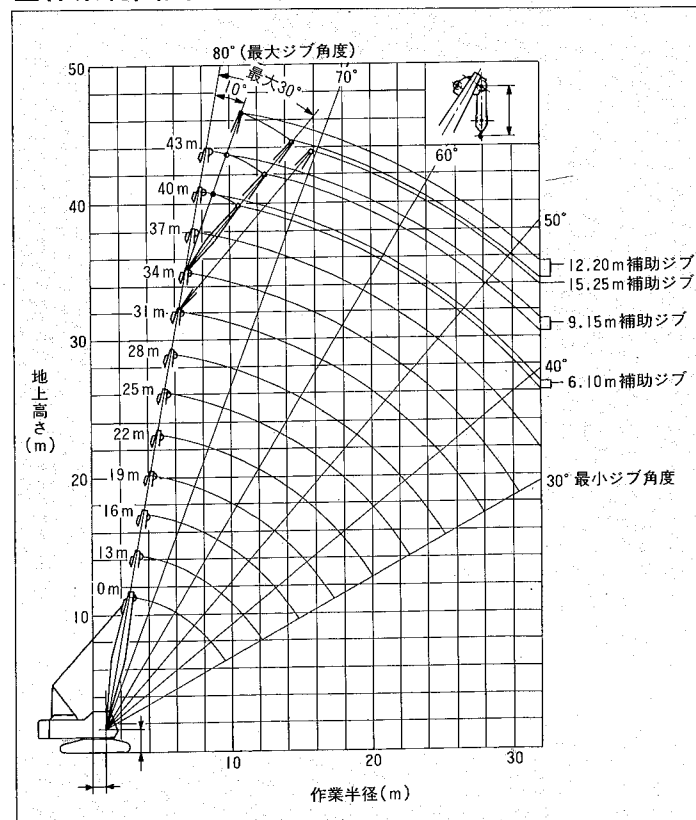 80°(最大ジブ角度)
最大30°
10°
70°
60°
50°
40°
30° 最小ジブ角度
50
40
30
20
10
43m
40m
37m
34m
31m
28m
25m
22m
19m
16m
13m
0m
地上高さ(m)
12.20m補助ジブ
15.25m補助ジブ
9.15m補助ジブ
6.10m補助ジブ
10
20
30
32
作業半径(m)